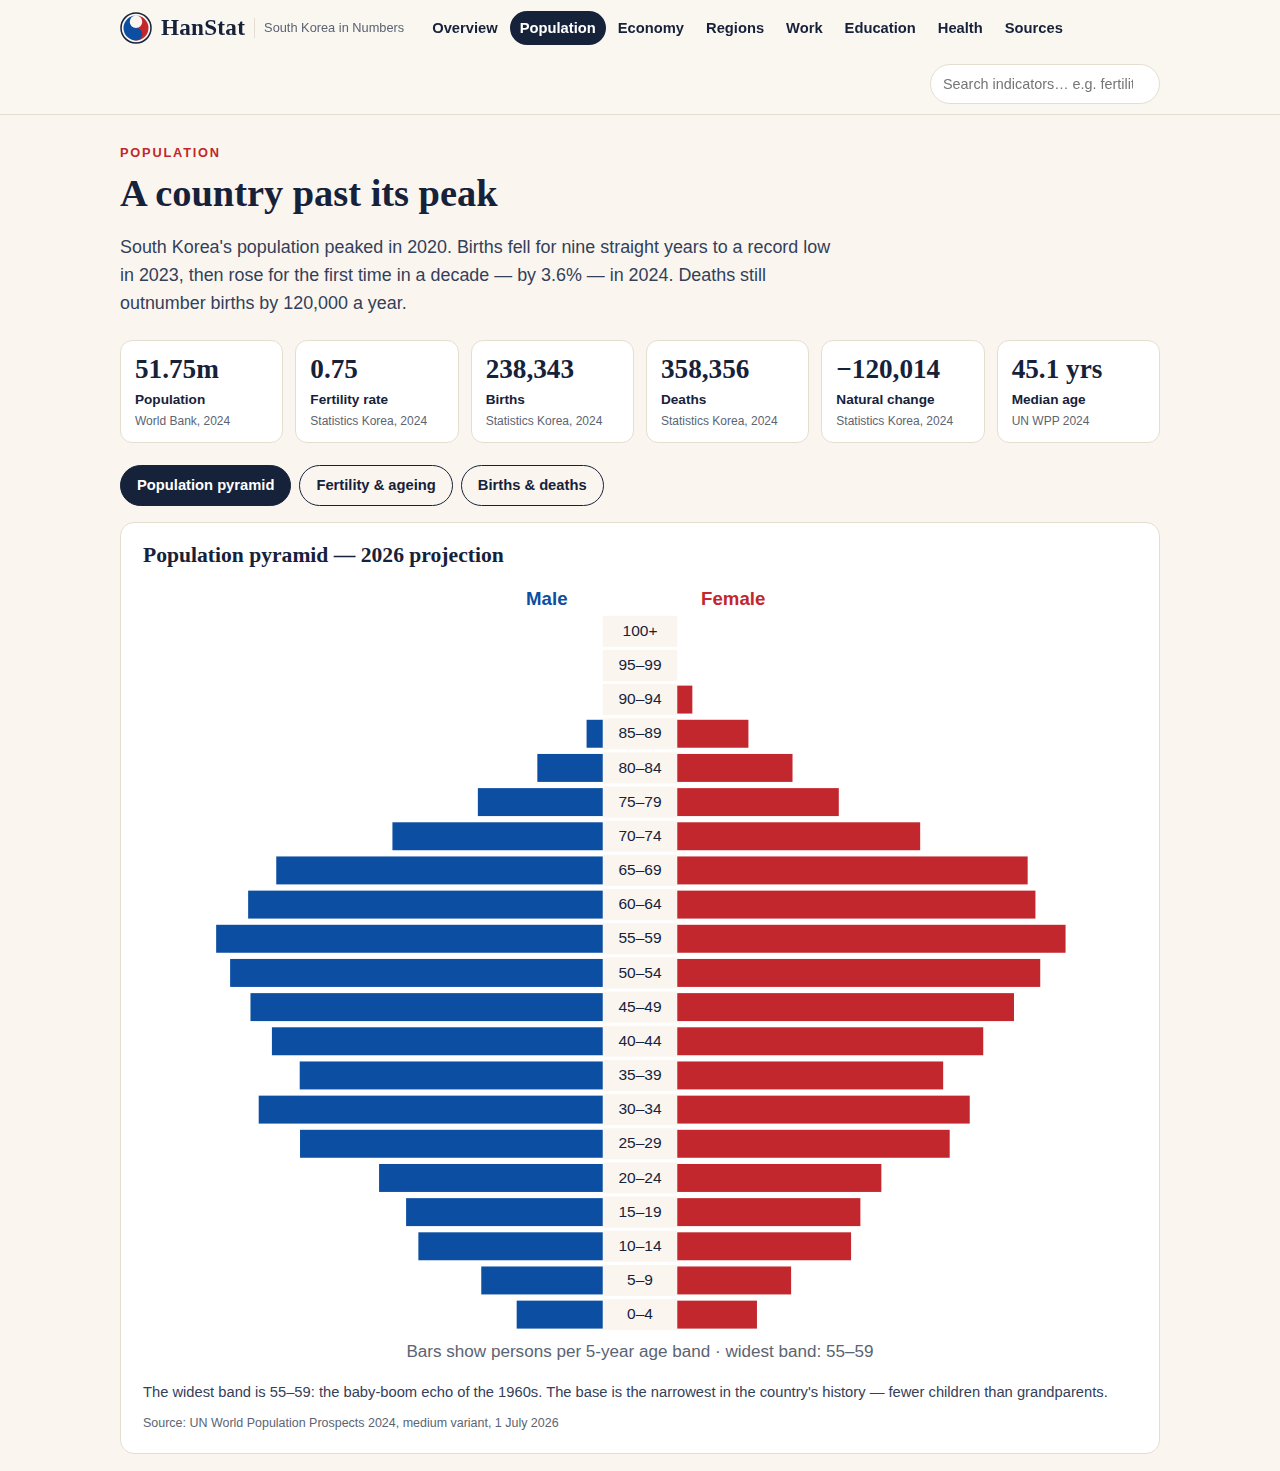 HanStat
South Korea in Numbers
Overview
Population
Economy
Regions
Work
Education
Health
Sources
Search indicators… e.g. fertilit
POPULATION
A country past its peak
South Korea's population peaked in 2020. Births fell for nine straight years to a record low
in 2023, then rose for the first time in a decade — by 3.6% — in 2024. Deaths still
outnumber births by 120,000 a year.
51.75m
Population
World Bank, 2024
0.75
Fertility rate
Statistics Korea, 2024
238,343
Births
Statistics Korea, 2024
358,356
Deaths
Statistics Korea, 2024
−120,014
Natural change
Statistics Korea, 2024
45.1 yrs
Median age
UN WPP 2024
Population pyramid
Fertility & ageing
Births & deaths
Population pyramid — 2026 projection
Male
Female
100+
95–99
90–94
85–89
80–84
75–79
70–74
65–69
60–64
55–59
50–54
45–49
40–44
35–39
30–34
25–29
20–24
15–19
10–14
5–9
0–4
Bars show persons per 5-year age band · widest band: 55–59
The widest band is 55–59: the baby-boom echo of the 1960s. The base is the narrowest in the country's history — fewer children than grandparents.
Source: UN World Population Prospects 2024, medium variant, 1 July 2026